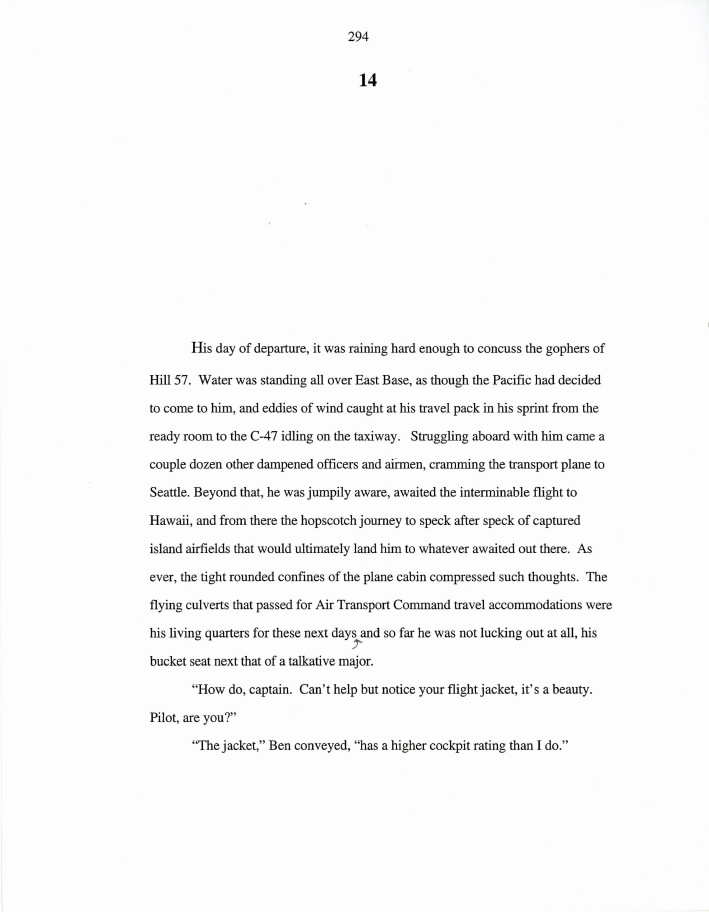 294
14
His day of departure, it was raining hard enough to concuss the gophers of
Hill 57. Water was standing all over East Base, as though the Pacific had decided
to come to him, and eddies of wind caught at his travel pack in his sprint from the
ready room to the C-47 idling on the taxiway. Struggling aboard with him came a
couple dozen other dampened officers and airmen, cramming the transport plane to
Seattle. Beyond that, he was jumpily aware, awaited the interminable flight to
Hawaii, and from there the hopscotch journey to speck after speck of captured
island airfields that would ultimately land him to whatever awaited out there. As
ever, the tight rounded confines of the plane cabin compressed such thoughts. The
flying culverts that passed for Air Transport Command travel accommodations were
his living quarters for these next days, and so far he was not lucking out at all, his
bucket seat next that of a talkative major.
“How do, captain. Can't help but notice your flight jacket, it's a beauty.
Pilot, are you?”
“The jacket,” Ben conveyed, “has a higher cockpit rating than I do.”